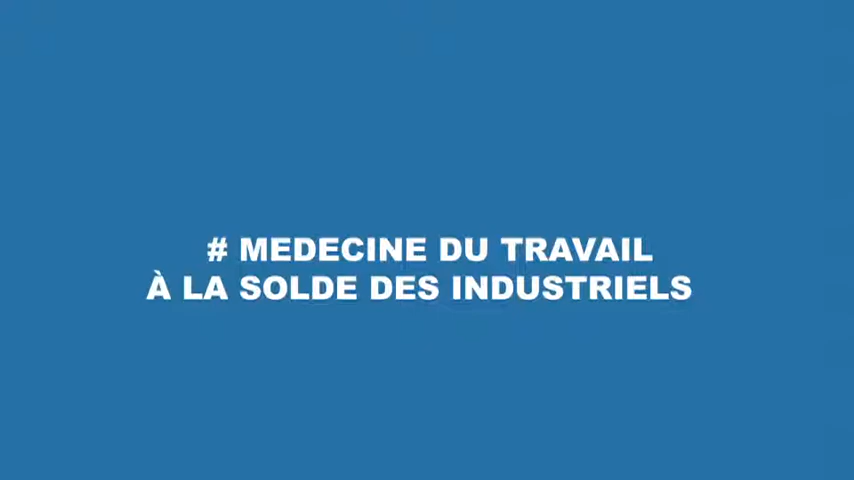 # MEDECINE DU TRAVAIL
À LA SOLDE DES INDUSTRIELS